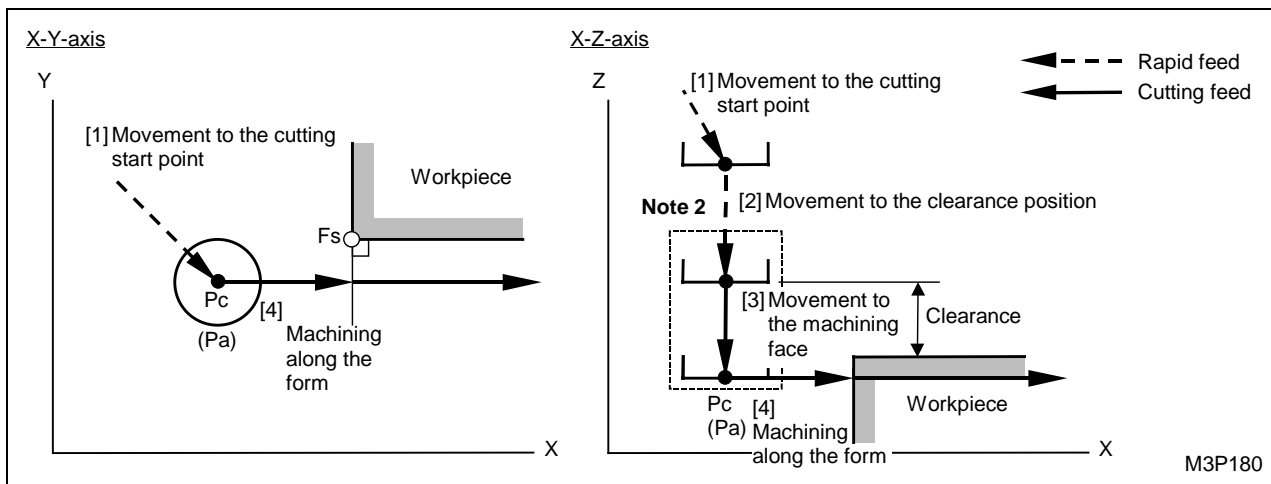 X-Y-axis
Y
[1] Movement to the cutting
start point
Workpiece
Fs
Pc
(Pa)
[4]
Machining
along the
form
X
X-Z-axis
Z
[1] Movement to the cutting
start point
Note 2
[2] Movement to the clearance position
[3] Movement to
the machining
face
Clearance
Pc
(Pa)
[4]
Machining
along the form
Workpiece
X
Rapid feed
Cutting feed
M3P180